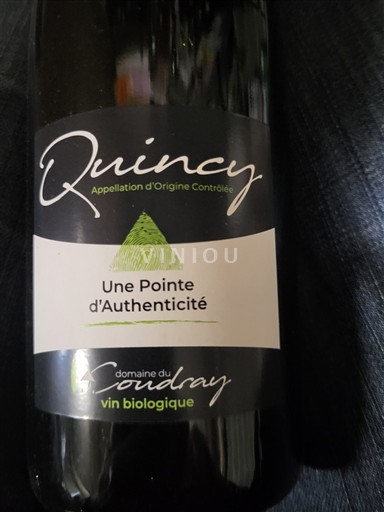 Quincy
Appellation d'Origine Contrôlée
VINIOU
Une Pointe
d'Authenticité
domaine du
Coudray
vin biologique